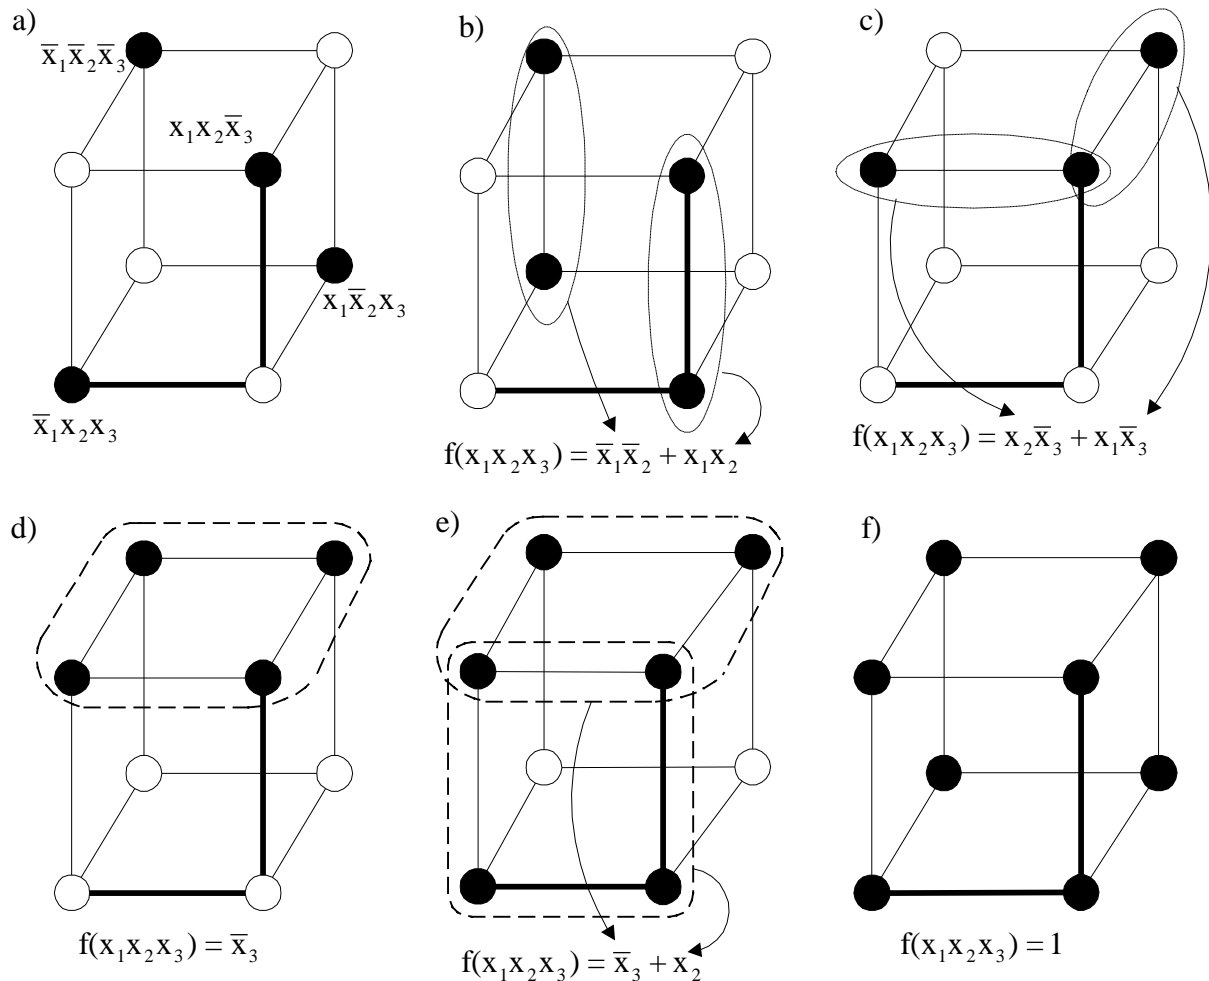 a)
x̅₁x̅₂x̅₃
x₁x₂x̅₃
x₁x̅₂x₃
x̅₁x₂x₃
b)
f(x₁x₂x₃) = x̅₁x̅₂ + x₁x₂
c)
f(x₁x₂x₃) = x₂x̅₃ + x₁x̅₃
d)
f(x₁x₂x₃) = x̅₃
e)
f(x₁x₂x₃) = x̅₃ + x₂
f)
f(x₁x₂x₃) = 1